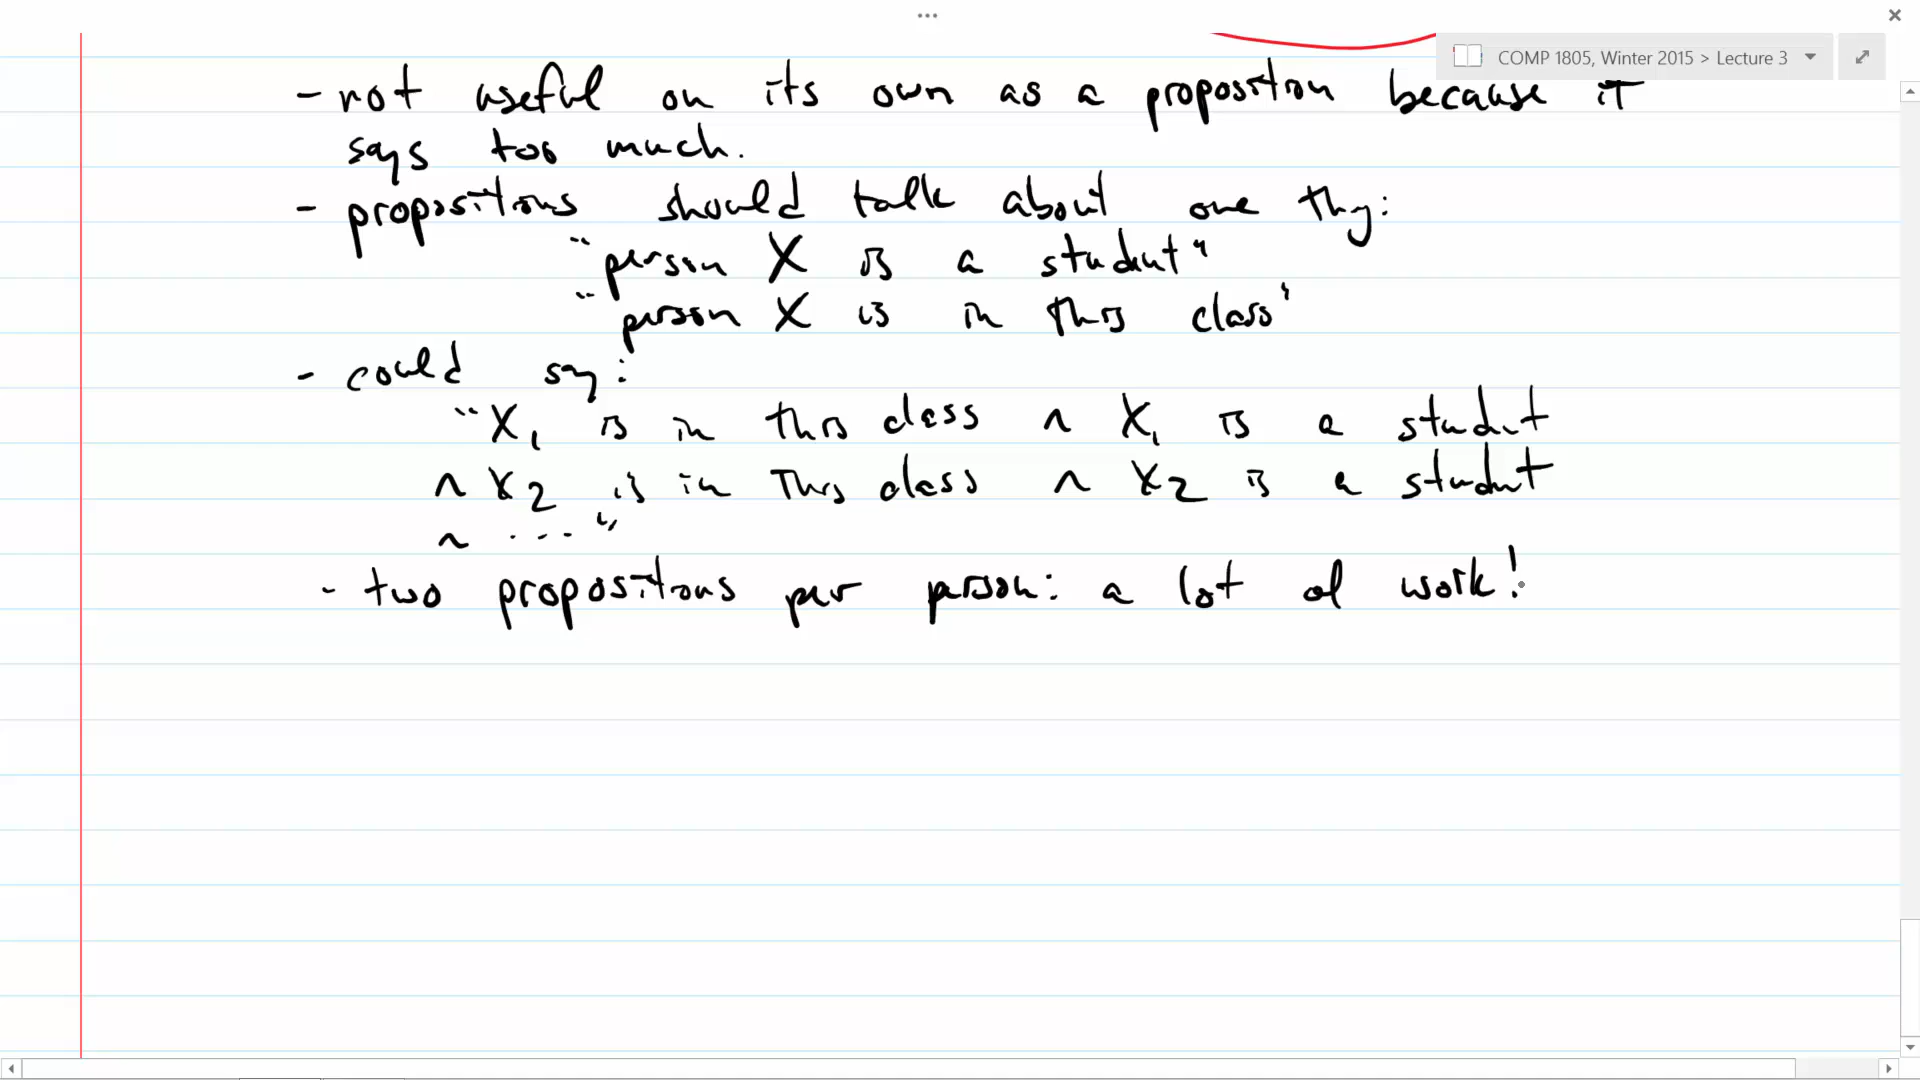 COMP 1805, Winter 2015 > Lecture 3
- not useful on its own as a proposition because it
says too much.
- propositions should talk about one thg:
"person X is a student"
"person X is in this class"
- could say:
"X₁ is in this class ∧ X₁ is a student
∧ X₂ is in this class ∧ X₂ is a student
∧ ..."
- two propositions per person: a lot of work!